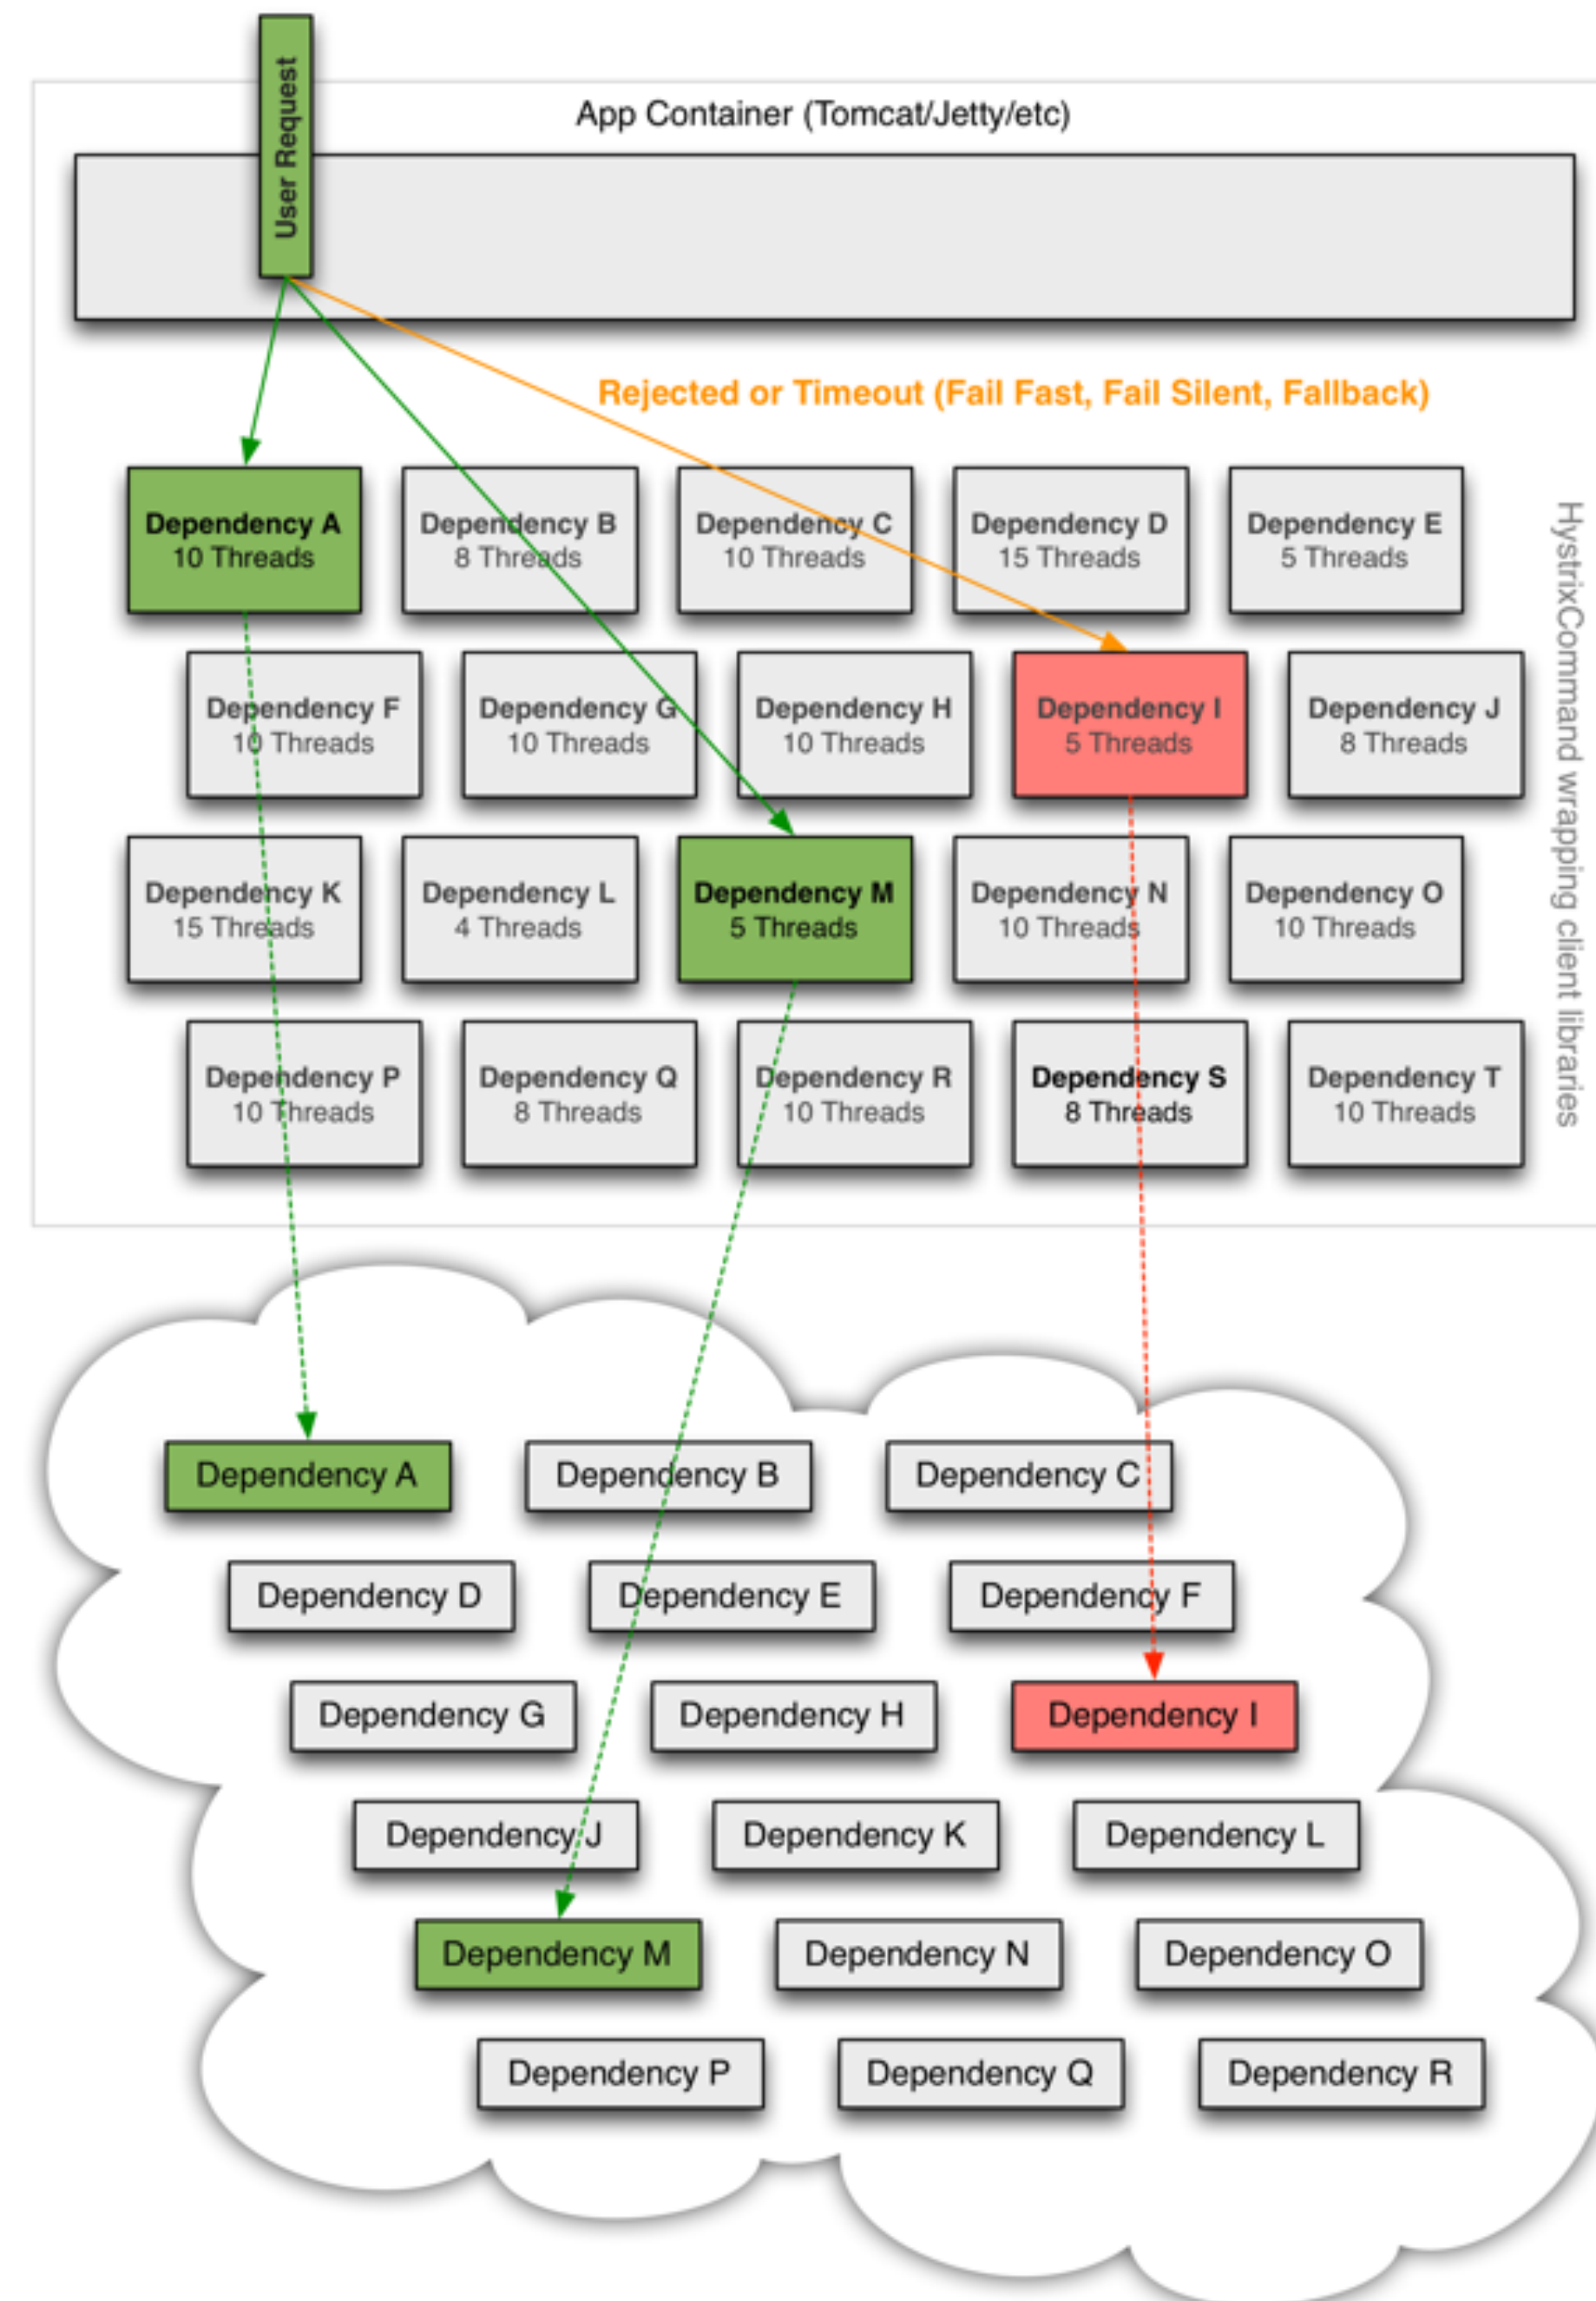 User Request
App Container (Tomcat/Jetty/etc)
Rejected or Timeout (Fail Fast, Fail Silent, Fallback)
Dependency A
10 Threads
Dependency B
8 Threads
Dependency C
10 Threads
Dependency D
15 Threads
Dependency E
5 Threads
Dependency F
10 Threads
Dependency G
10 Threads
Dependency H
10 Threads
Dependency I
5 Threads
Dependency J
8 Threads
Dependency K
15 Threads
Dependency L
4 Threads
Dependency M
5 Threads
Dependency N
10 Threads
Dependency O
10 Threads
Dependency P
10 Threads
Dependency Q
8 Threads
Dependency R
10 Threads
Dependency S
8 Threads
Dependency T
10 Threads
HystrixCommand wrapping client libraries
Dependency A
Dependency B
Dependency C
Dependency D
Dependency E
Dependency F
Dependency G
Dependency H
Dependency I
Dependency J
Dependency K
Dependency L
Dependency M
Dependency N
Dependency O
Dependency P
Dependency Q
Dependency R